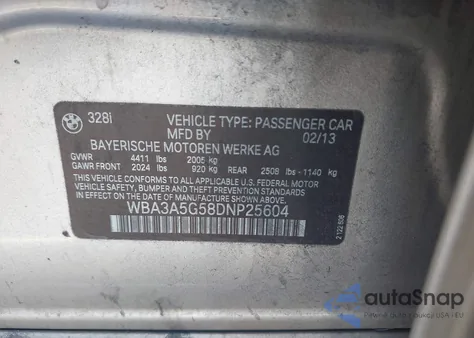 328i VEHICLE TYPE: PASSENGER CAR
MFD BY 02/13
BAYERISCHE MOTOREN WERKE AG
GVWR 4411 lbs 2006 kg
GAWR FRONT 2024 lbs 920 kg REAR 2508 lbs - 1140 kg
THIS VEHICLE CONFORMS TO ALL APPLICABLE U.S. FEDERAL MOTOR
VEHICLE SAFETY, BUMPER, AND THEFT PREVENTION STANDARDS
IN EFFECT ON THE DATE OF MANUFACTURE SHOWN ABOVE.
WBA3A5G58DNP25604
autoSnap